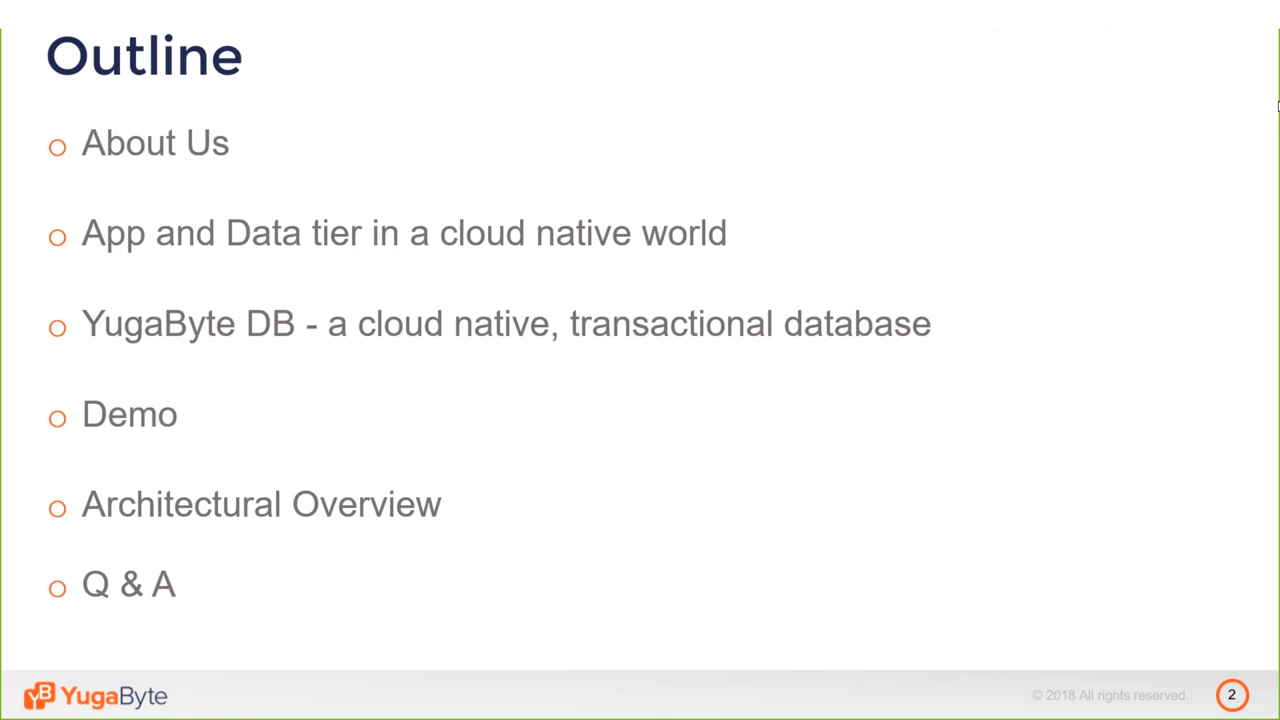 Outline
o About Us
o App and Data tier in a cloud native world
o YugaByte DB - a cloud native, transactional database
o Demo
o Architectural Overview
o Q & A
YB YugaByte
© 2018 All rights reserved.
2